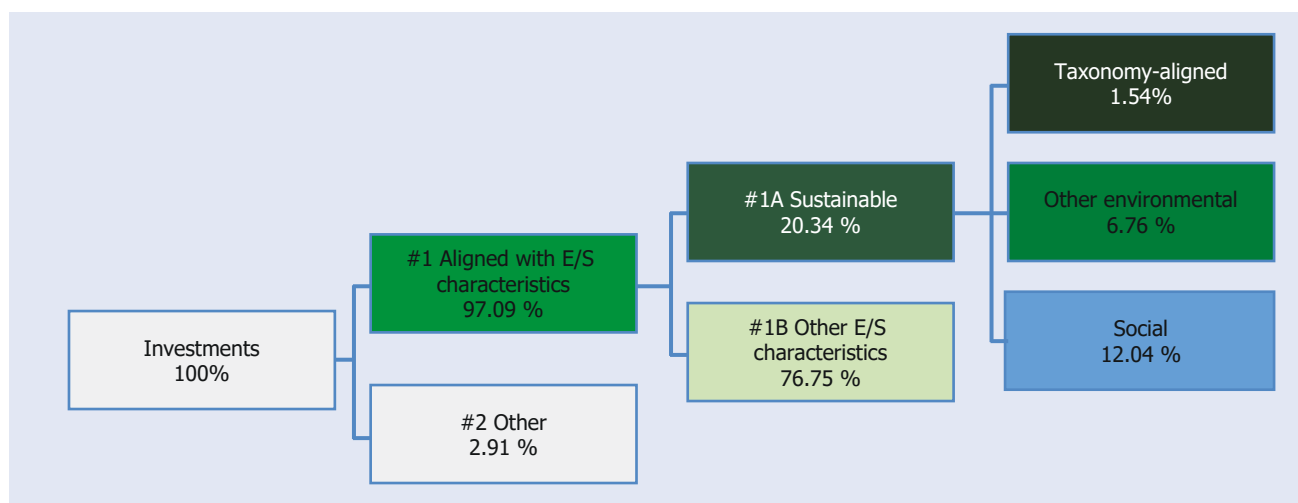 Investments
100%
#1 Aligned with E/S
characteristics
97.09 %
#2 Other
2.91 %
#1A Sustainable
20.34 %
#1B Other E/S
characteristics
76.75 %
Taxonomy-aligned
1.54%
Other environmental
6.76 %
Social
12.04 %